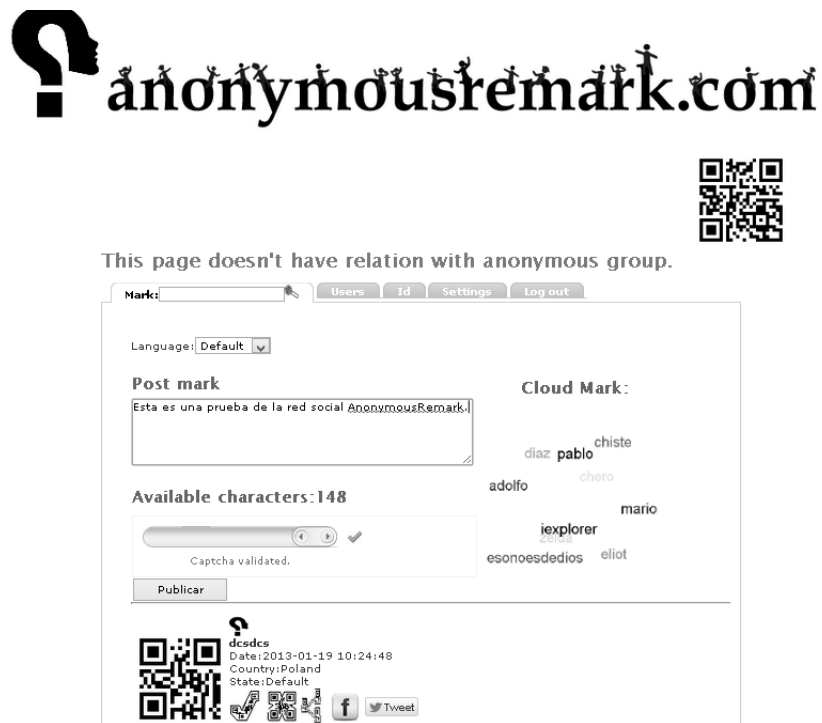 anonymousremark.com
This page doesn't have relation with anonymous group.
Mark: Users Id Settings Log out
Language: Default
Post mark
Cloud Mark:
Esta es una prueba de la red social AnonymousRemark.
chiste
diaz pablo
chero
adolfo
mario
Available characters:148
iexplorer
zelda
esonoesdedios eliot
Captcha validated.
Publicar
dcsdcs
Date:2013-01-19 10:24:48
Country:Poland
State:Default
f Tweet